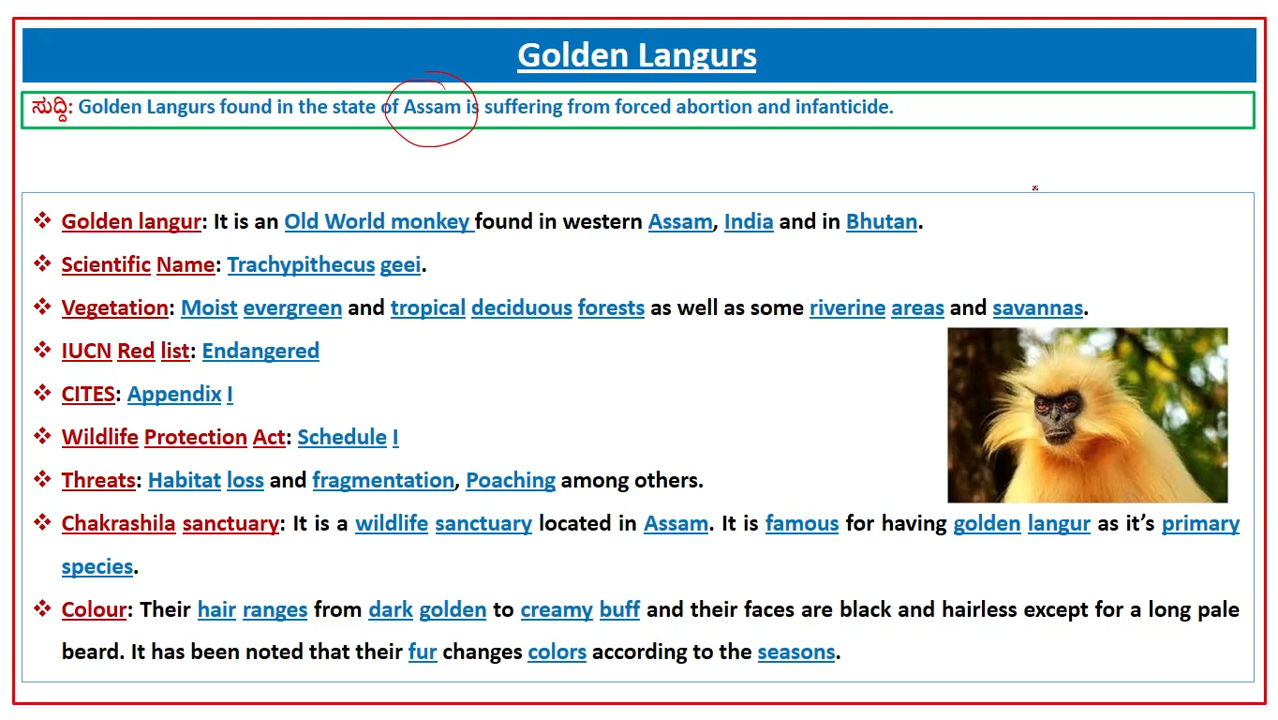 Golden Langurs
ಸುದ್ದಿ: Golden Langurs found in the state of Assam is suffering from forced abortion and infanticide.
❖ Golden langur: It is an Old World monkey found in western Assam, India and in Bhutan.
❖ Scientific Name: Trachypithecus geei.
❖ Vegetation: Moist evergreen and tropical deciduous forests as well as some riverine areas and savannas.
❖ IUCN Red list: Endangered
❖ CITES: Appendix I
❖ Wildlife Protection Act: Schedule I
❖ Threats: Habitat loss and fragmentation, Poaching among others.
❖ Chakrashila sanctuary: It is a wildlife sanctuary located in Assam. It is famous for having golden langur as it’s primary
species.
❖ Colour: Their hair ranges from dark golden to creamy buff and their faces are black and hairless except for a long pale
beard. It has been noted that their fur changes colors according to the seasons.